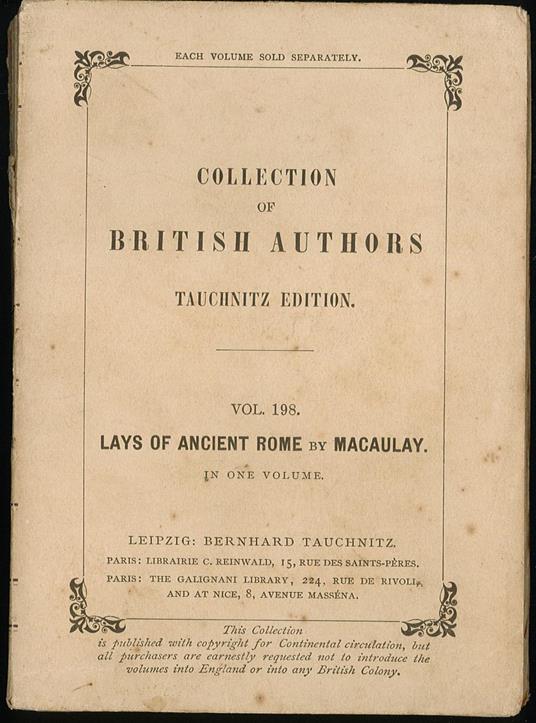 EACH VOLUME SOLD SEPARATELY.
COLLECTION
OF
BRITISH AUTHORS
TAUCHNITZ EDITION.
VOL. 198.
LAYS OF ANCIENT ROME BY MACAULAY.
IN ONE VOLUME.
LEIPZIG: BERNHARD TAUCHNITZ.
PARIS: LIBRAIRIE C. REINWALD, 15, RUE DES SAINTS-PÈRES.
PARIS: THE GALIGNANI LIBRARY, 224, RUE DE RIVOLI,
AND AT NICE, 8, AVENUE MASSÉNA.
This Collection
is published with copyright for Continental circulation, but
all purchasers are earnestly requested not to introduce the
volumes into England or into any British Colony.